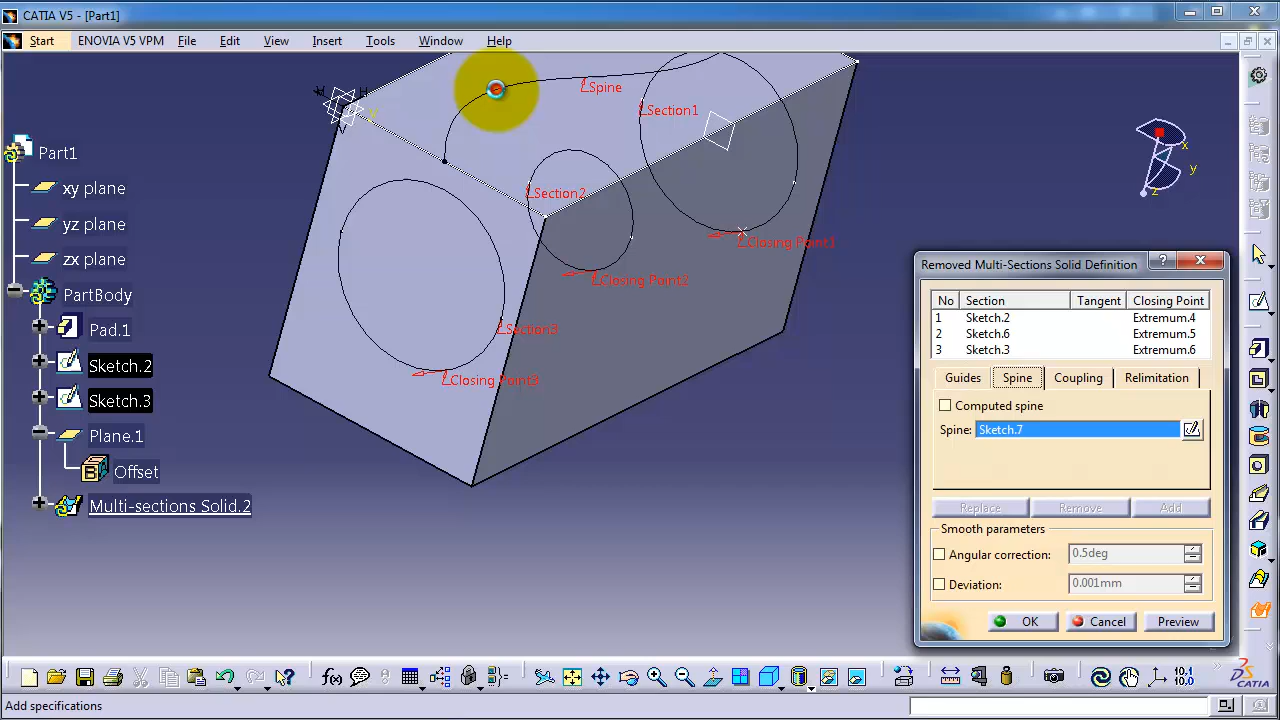 CATIA V5 - [Part1]
Start ENOVIA V5 VPM File Edit View Insert Tools Window Help
Part1
xy plane
yz plane
zx plane
PartBody
Pad.1
Sketch.2
Sketch.3
Plane.1
Offset
Multi-sections Solid.2
H
V
y
Spine
Section1
Section2
Closing Point1
Closing Point2
Section3
Closing Point3
x
y
z
Removed Multi-Sections Solid Definition
No Section Tangent Closing Point
1 Sketch.2 Extremum.4
2 Sketch.6 Extremum.5
3 Sketch.3 Extremum.6
Guides Spine Coupling Relimitation
Computed spine
Spine: Sketch.7
Replace Remove Add
Smooth parameters
Angular correction: 0.5deg
Deviation: 0.001mm
OK Cancel Preview
f(x)
10.0
DS CATIA
Add specifications